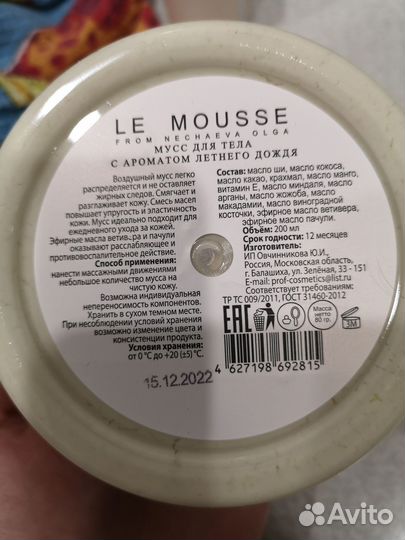 LE MOUSSE
FROM NECHAEVA OLGA
МУСС ДЛЯ ТЕЛА
С АРОМАТОМ ЛЕТНЕГО ДОЖДЯ
Воздушный мусс легко
распределяется и не оставляет
жирных следов. Смягчает и
разглаживает кожу. Смесь масел
повышает упругость и эластичность
кожи. Мусс идеально подходит для
ежедневного ухода за кожей.
Эфирные масла ветивера и пачули
оказывают расслабляющее и
противовоспалительное действие.
Способ применения:
нанести массажными движениями
небольшое количество мусса на
чистую кожу.
Возможна индивидуальная
непереносимость компонентов.
Хранить в сухом темном месте.
При несоблюдении условий хранения
возможно изменение цвета и
консистенции продукта.
Условия хранения:
от 0 °C до +20 (±5) °C.
15.12.2022
Состав: масло ши, масло кокоса,
масло какао, крахмал, масло манго,
витамин Е, масло миндаля, масло
арганы, масло жожоба, масло
макадамии, масло виноградной
косточки, эфирное масло ветивера,
эфирное масло пачули.
Объём: 200 мл
Срок годности: 12 месяцев
Изготовитель:
ИП Овчинникова Ю.И.,
Россия, Московская область,
г. Балашиха, ул. Зелёная, 33 - 151
E-mail: prof-cosmetics@list.ru
Соответствует требованиям:
ТР ТС 009/2011, ГОСТ 31460-2012
EAC
Масса
нетто
80 гр.
3М
4 627198 692815
Avito